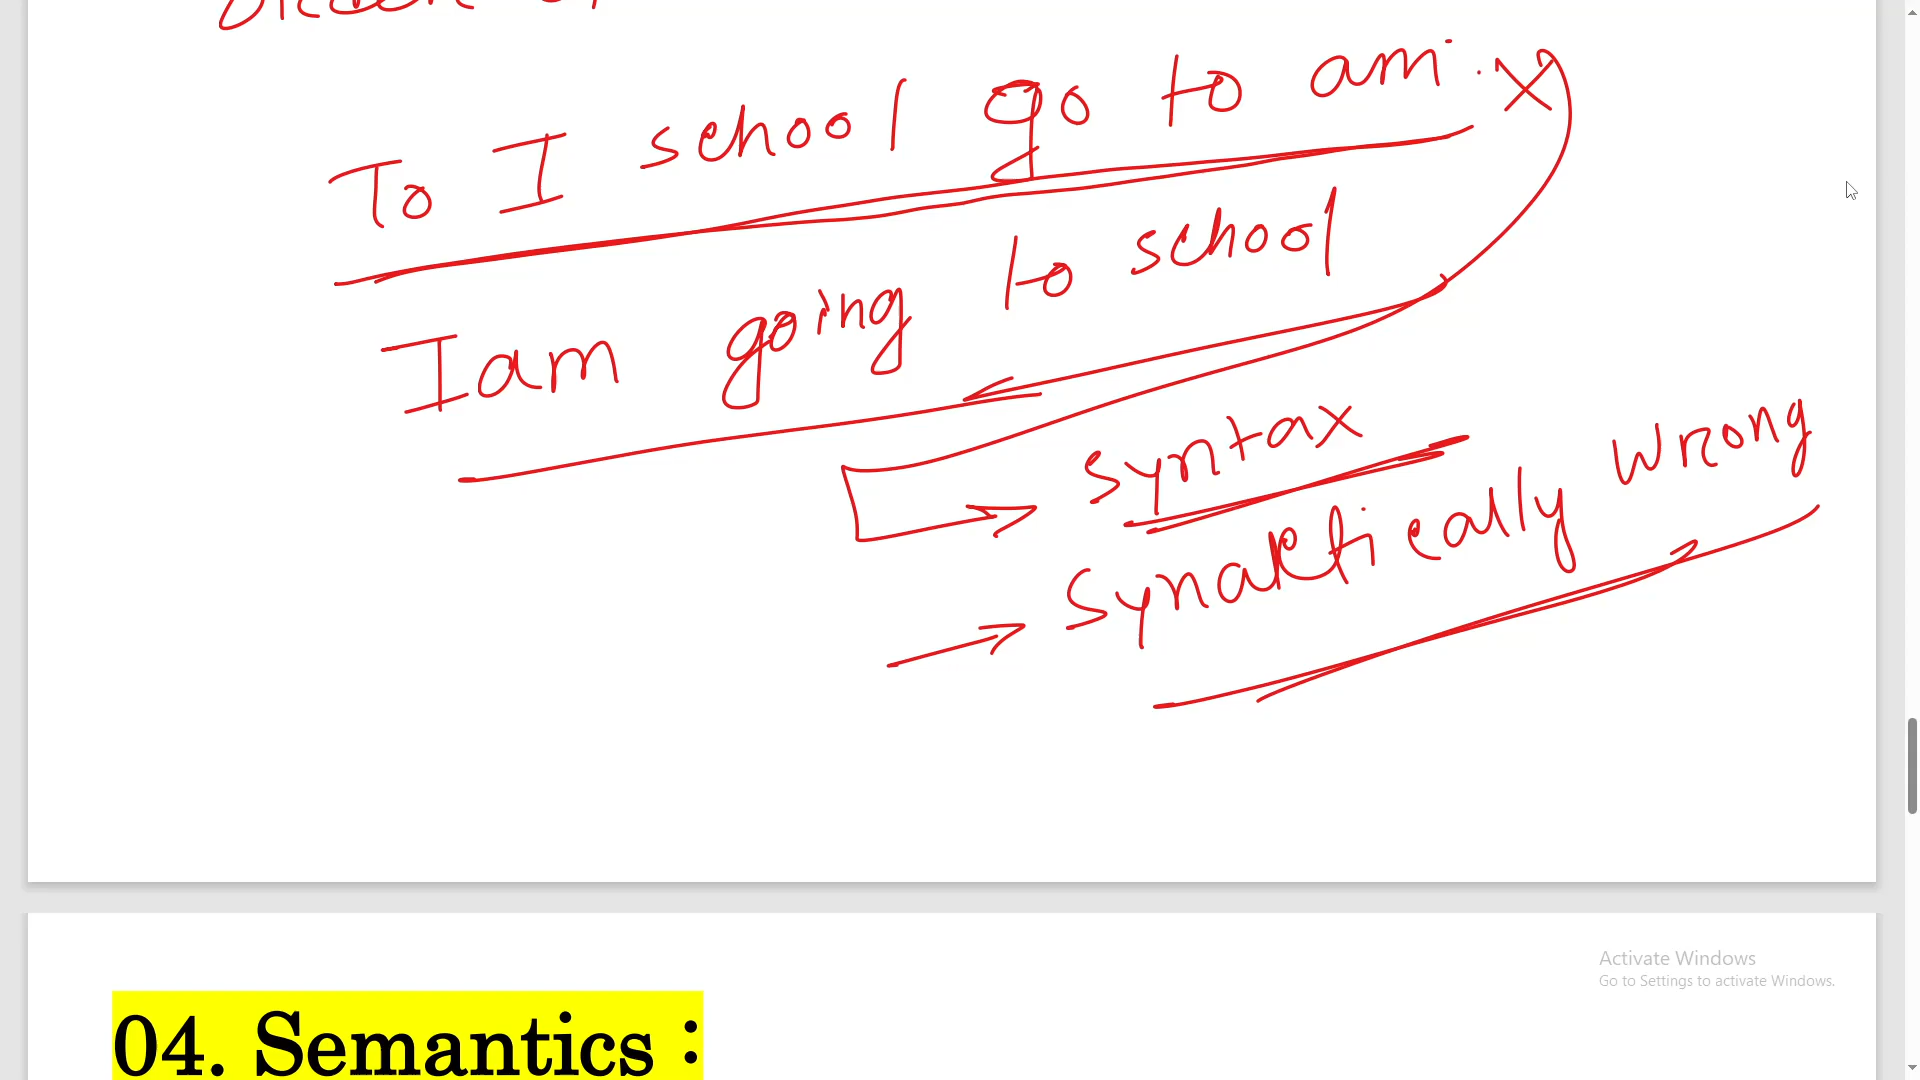 To I school go to am. X
I am going to school
Syntax
Synaktically Wrong
Activate Windows
Go to Settings to activate Windows.
04. Semantics :